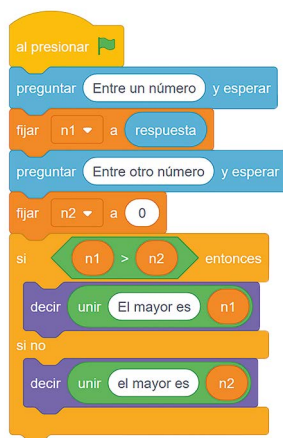 al presionar
preguntar Entre un número y esperar
fijar n1 a respuesta
preguntar Entre otro número y esperar
fijar n2 a 0
si n1 > n2 entonces
decir unir El mayor es n1
si no
decir unir el mayor es n2